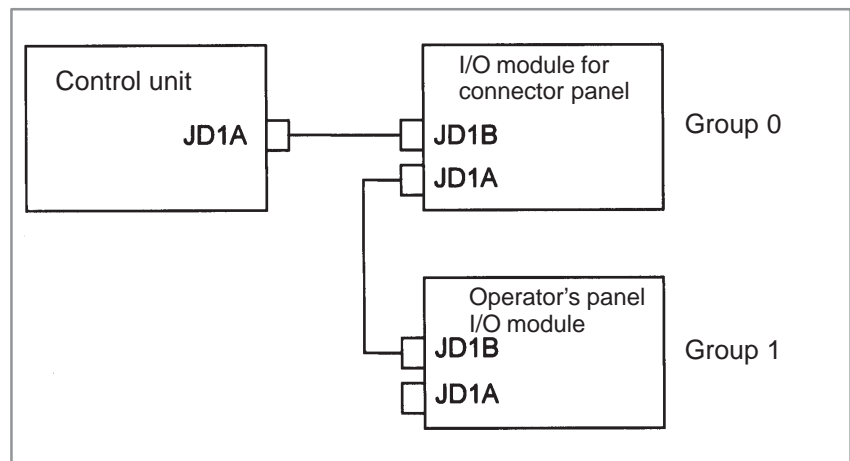 Control unit
JD1A
I/O module for
connector panel
JD1B
JD1A
Group 0
Operator’s panel
I/O module
JD1B
JD1A
Group 1